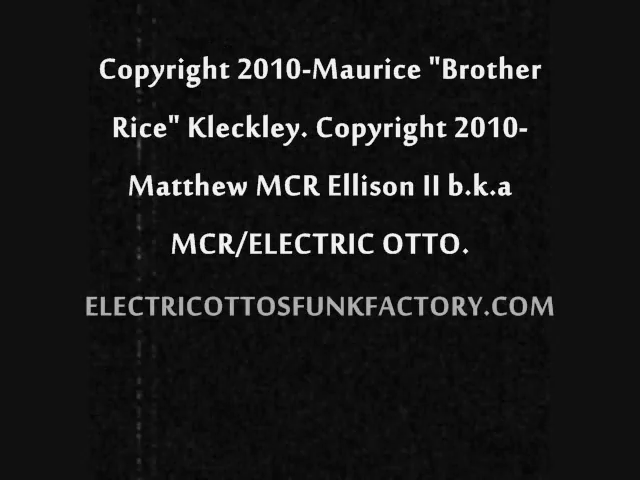 Copyright 2010-Maurice "Brother
Rice" Kleckley. Copyright 2010-
Matthew MCR Ellison II b.k.a
MCR/ELECTRIC OTTO.
ELECTRICOTTOSFUNKFACTORY.COM